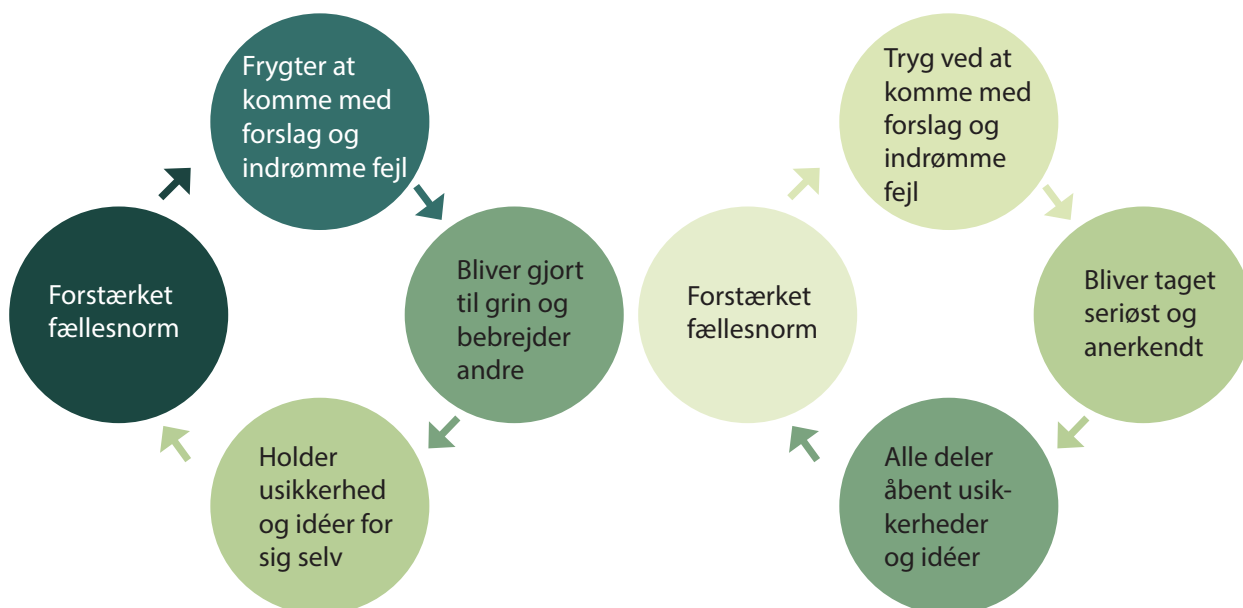 Frygter at
komme med
forslag og
indrømme fejl
Bliver gjort
til grin og
bebrejder
andre
Holder
usikkerhed
og idéer for
sig selv
Forstærket
fællesnorm
Tryg ved at
komme med
forslag og
indrømme
fejl
Bliver taget
seriøst og
anerkendt
Alle deler
åbent usik-
kerheder
og idéer
Forstærket
fællesnorm